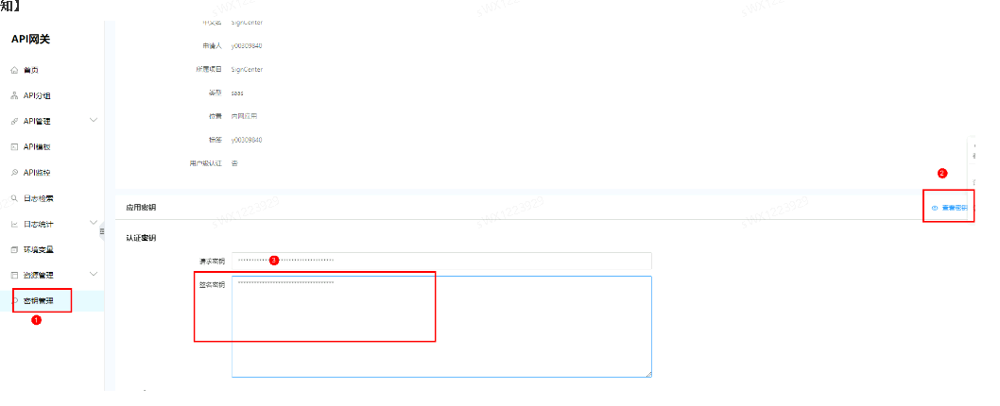 知】
API网关
首页
API分组
API管理
API模板
API监控
日志检索
日志统计
环境变量
资源管理
密钥管理
1
中文名 SignCenter
申请人 y00309840
所属项目 SignCenter
类型 saas
位置 内网应用
标签 y00309840
用户级认证 否
2
应用密钥 查看密钥
认证密钥
请求密钥 ************************************
3
签名密钥 ************************************